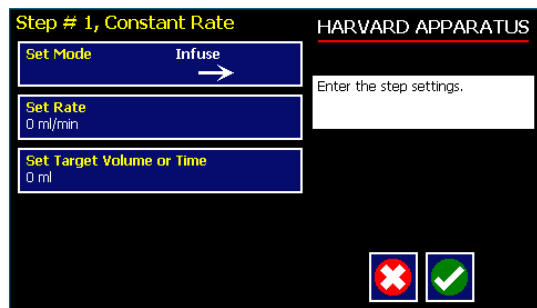 Step # 1, Constant Rate
HARVARD APPARATUS
Set Mode Infuse
Enter the step settings.
Set Rate
0 ml/min
Set Target Volume or Time
0 ml